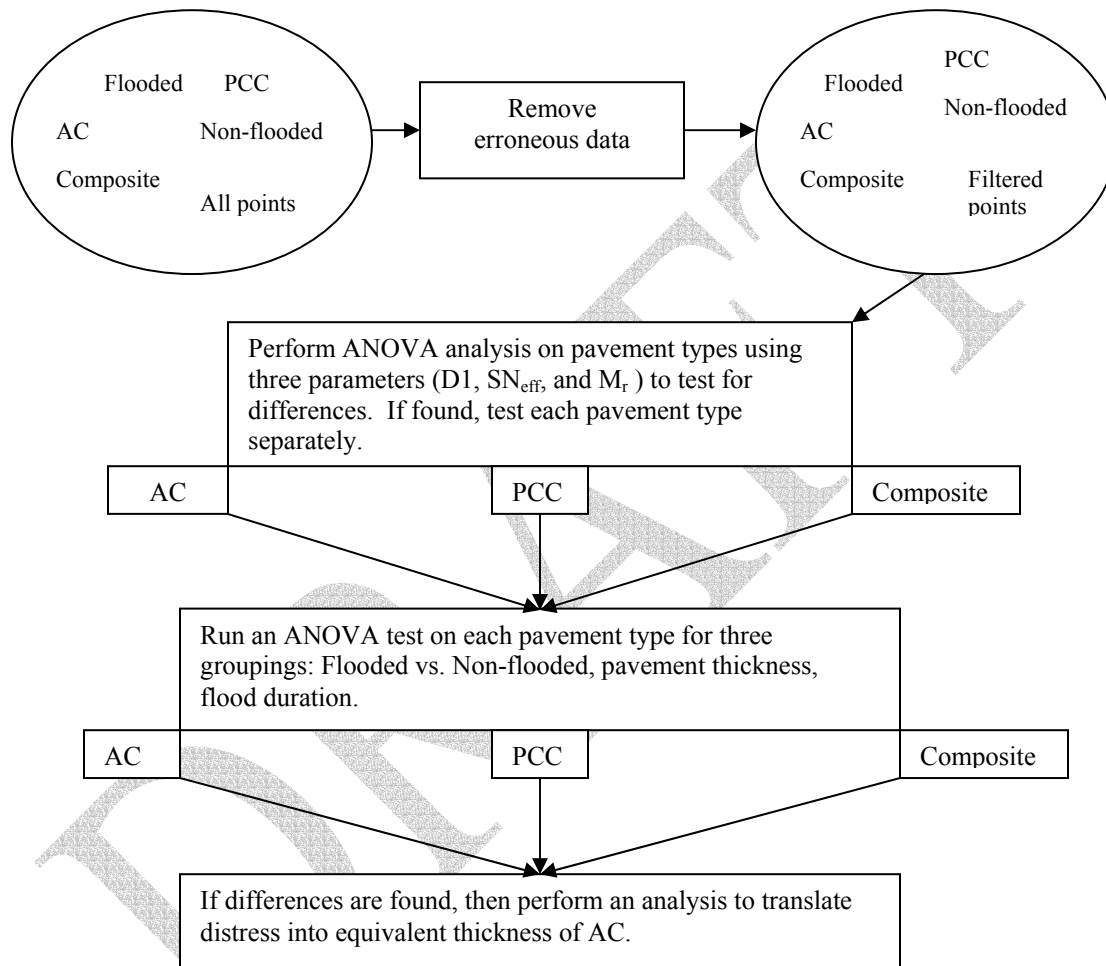 Flooded PCC
AC Non-flooded
Composite
All points
Remove
erroneous data
PCC
Flooded
Non-flooded
AC
Composite Filtered
points
Perform ANOVA analysis on pavement types using
three parameters (D1, SNeff, and Mr ) to test for
differences. If found, test each pavement type
separately.
AC PCC Composite
Run an ANOVA test on each pavement type for three
groupings: Flooded vs. Non-flooded, pavement thickness,
flood duration.
AC PCC Composite
If differences are found, then perform an analysis to translate
distress into equivalent thickness of AC.
DRAFT